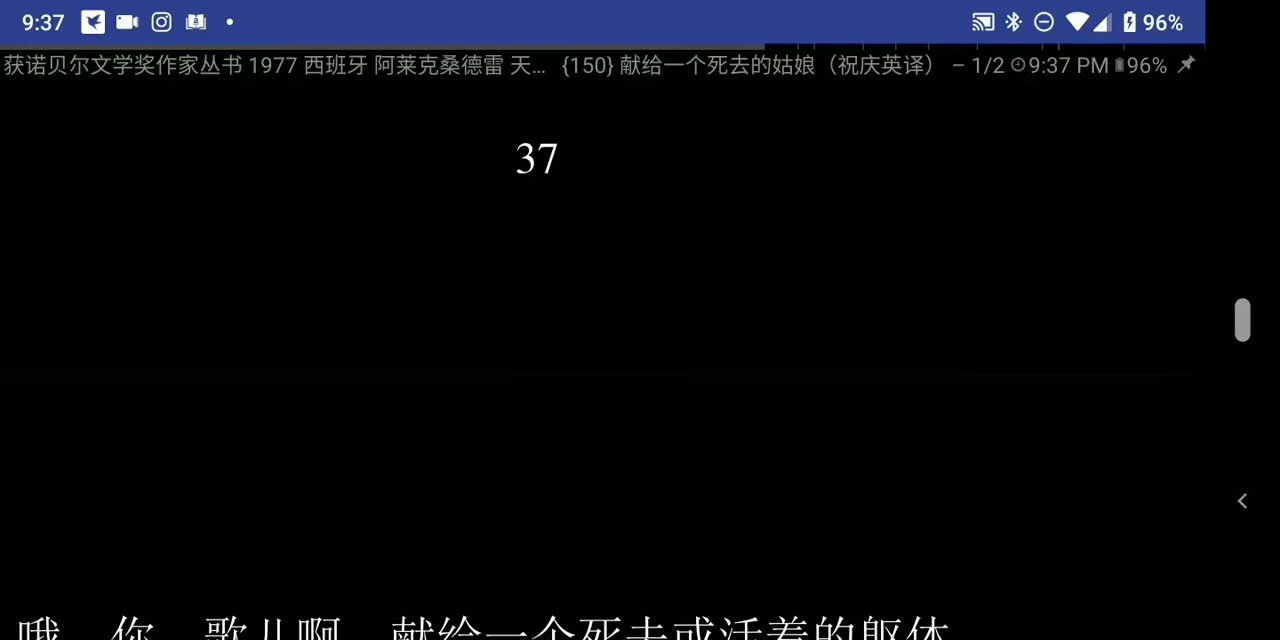 9:37 96%
获诺贝尔文学奖作家丛书 1977 西班牙 阿莱克桑德雷 天... {150} 献给一个死去的姑娘（祝庆英译） – 1/2 9:37 PM 96%
37
哦，你，歌儿啊，献给一个死去或活着的躯体